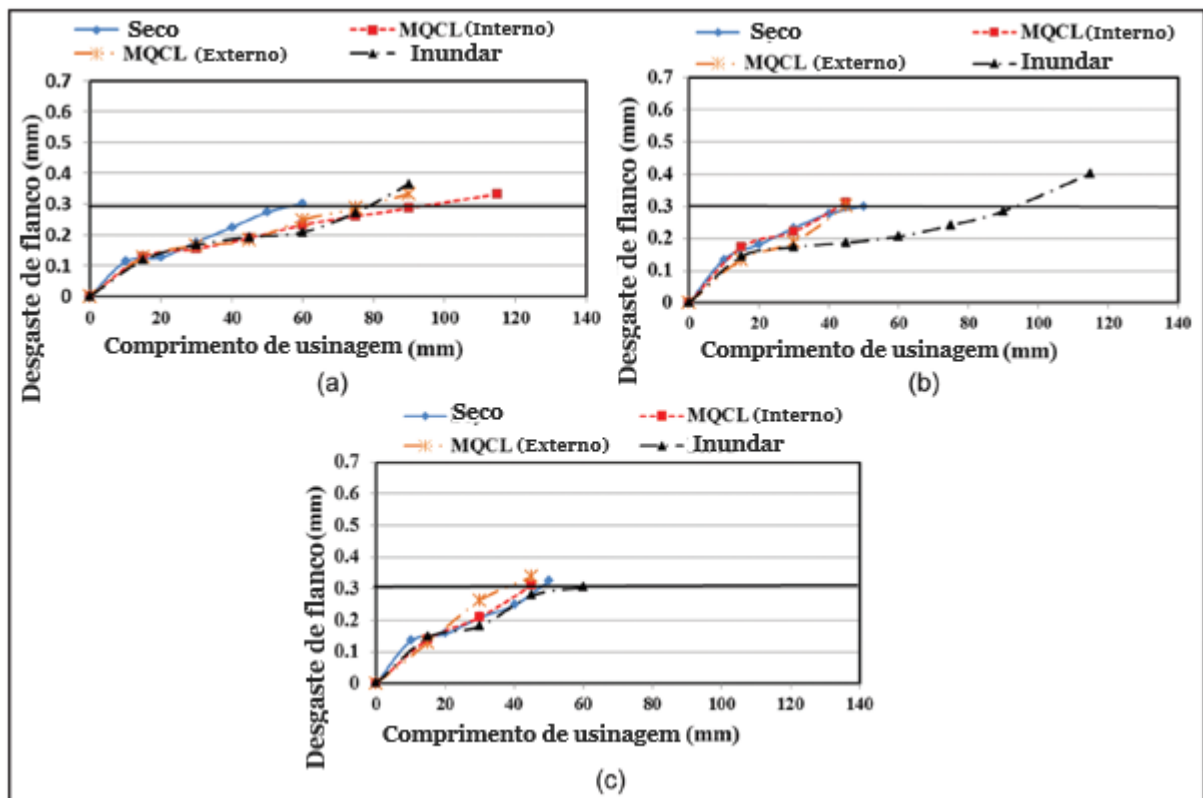 Seco
MQCL (Interno)
MQCL (Externo)
Inundar
0.7
0.6
0.5
0.4
0.3
0.2
0.1
0
0 20 40 60 80 100 120 140
Desgaste de flanco (mm)
Comprimento de usinagem (mm)
(a)
Seco
MQCL (Interno)
MQCL (Externo)
Inundar
0.7
0.6
0.5
0.4
0.3
0.2
0.1
0
0 20 40 60 80 100 120 140
Desgaste de flanco (mm)
Comprimento de usinagem (mm)
(b)
Seco
MQCL (Interno)
MQCL (Externo)
Inundar
0.7
0.6
0.5
0.4
0.3
0.2
0.1
0
0 20 40 60 80 100 120 140
Desgaste de flanco (mm)
Comprimento de usinagem (mm)
(c)